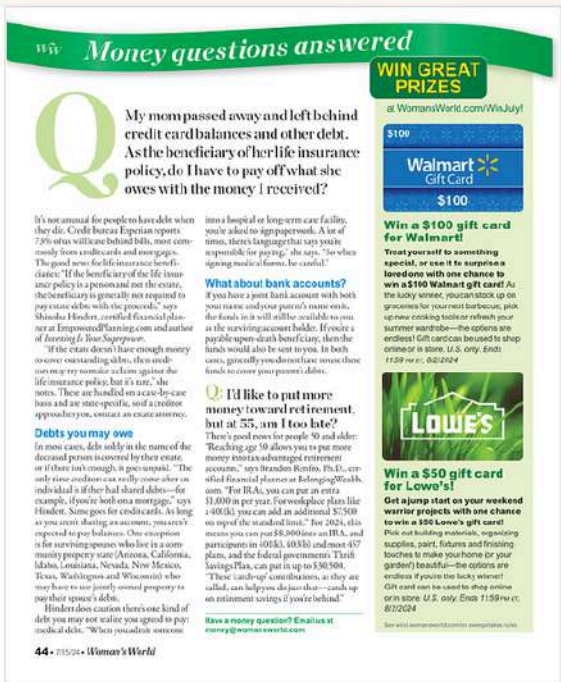 ww Money questions answered
Q
My mom passed away and left behind
credit card balances and other debt.
As the beneficiary of her life insurance
policy, do I have to pay off what she
owes with the money I received?
It's not unusual for people to have debt when
they die. Credit bureau Experian reports
73% of us will leave behind bills, most com-
monly from credit cards and mortgages.
The good news for life insurance benefi-
ciaries: "If the beneficiary of the life insur-
ance policy is a person and not the estate,
the beneficiary is generally not required to
pay estate debts with the proceeds," says
Shinobu Hindert, certified financial plan-
ner at EmpoweredPlanning.com and author
of Investing Is Your Superpower.
"If the estate doesn't have enough money
to cover outstanding debts, then credi-
tors may try to make a claim against the
life insurance policy, but it's rare," she
notes. These are handled on a case-by-case
basis and are state-specific, so if a creditor
approaches you, contact an estate attorney.
Debts you may owe
In most cases, debt solely in the name of the
deceased person is covered by their estate,
or if there isn't enough, it goes unpaid. "The
only time creditors can really come after an
individual is if they had shared debts—for
example, if you're both on a mortgage," says
Hindert. Same goes for credit cards. As long
as you aren't sharing an account, you aren't
expected to pay balances. One exception
is for surviving spouses who live in a com-
munity property state (Arizona, California,
Idaho, Louisiana, Nevada, New Mexico,
Texas, Washington and Wisconsin) who
may have to use jointly owned property to
pay their spouse's debts.
Hindert does caution there's one kind of
debt you may not realize you agreed to pay:
medical debt. "When you admit someone
into a hospital or long-term care facility,
you're asked to sign paperwork. A lot of
times, there's language that says you're
responsible for paying," she says. "So when
signing medical forms, be careful."
What about bank accounts?
If you have a joint bank account with both
your name and your parent's name on it,
the funds in it will still be available to you
as the surviving account holder. If you're a
payable-upon-death beneficiary, then the
funds would also be sent to you. In both
cases, generally you do not have to use these
funds to cover your parent's debts.
Q: I'd like to put more
money toward retirement,
but at 55, am I too late?
There's good news for people 50 and older:
"Reaching age 50 allows you to put more
money into tax-advantaged retirement
accounts," says Brandon Renfro, Ph.D., cer-
tified financial planner at BelongingWealth.
com. "For IRAs, you can put an extra
$1,000 in per year. For workplace plans like
a 401(k), you can add an additional $7,500
on top of the standard limit." For 2024, this
means you can put $8,000 into an IRA, and
participants in 401(k), 403(b) and most 457
plans, and the federal government's Thrift
Savings Plan, can put in up to $30,500.
"These 'catch-up' contributions, as they are
called, can help you do just that—catch up
on retirement savings if you're behind."
Have a money question? Email us at
money@womansworld.com
WIN GREAT
PRIZES
at WomansWorld.com/WinJuly!
$100
Walmart
Gift Card
$100
Win a $100 gift card
for Walmart!
Treat yourself to something
special, or use it to surprise a
loved one with one chance to
win a $100 Walmart gift card! As
the lucky winner, you can stock up on
groceries for your next barbecue, pick
up new cooking tools or refresh your
summer wardrobe—the options are
endless! Gift card can be used to shop
online or in store. U.S. only. Ends
11:59 PM ET, 8/2/2024
LOWE'S
Win a $50 gift card
for Lowe's!
Get a jump start on your weekend
warrior projects with one chance
to win a $50 Lowe's gift card!
Pick out building materials, organizing
supplies, paint, fixtures and finishing
touches to make your home (or your
garden!) beautiful—the options are
endless if you're the lucky winner!
Gift card can be used to shop online
or in store. U.S. only. Ends 11:59 PM ET,
8/2/2024
See win.womansworld.com for sweepstakes rules
44 • 7/15/24 • Woman's World